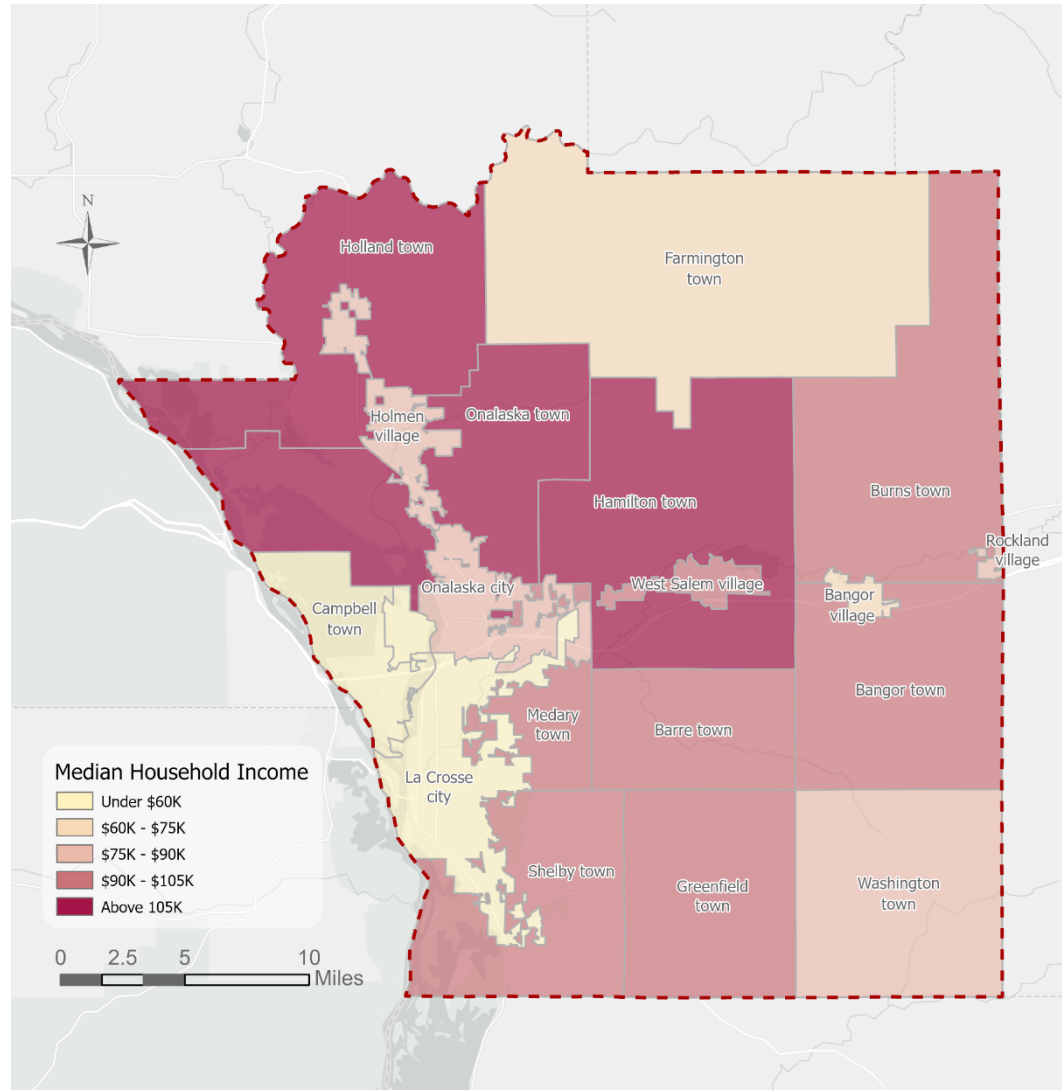 N
Holland town
Farmington
town
Holmen
village
Onalaska town
Hamilton town
Burns town
Rockland
village
Onalaska city
West Salem village
Bangor
village
Campbell
town
Medary
town
Barre town
Bangor town
La Crosse
city
Shelby town
Greenfield
town
Washington
town
Median Household Income
Under $60K
$60K - $75K
$75K - $90K
$90K - $105K
Above 105K
0 2.5 5 10
Miles